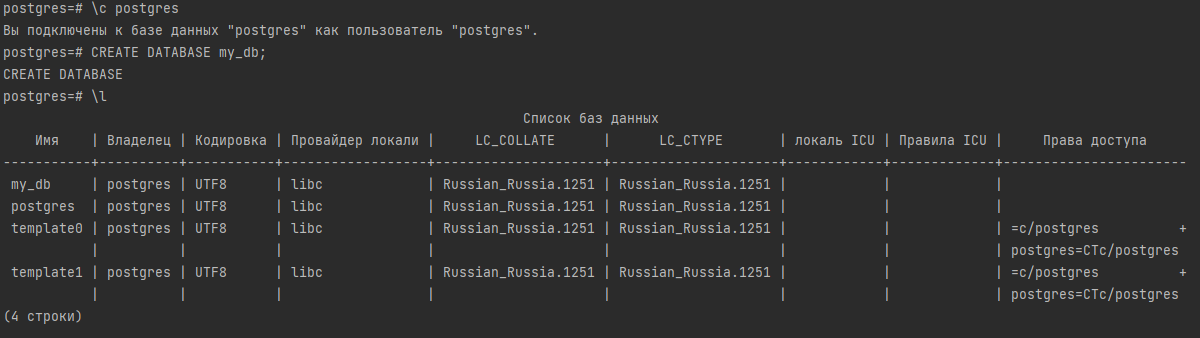 postgres=# \c postgres
Вы подключены к базе данных "postgres" как пользователь "postgres".
postgres=# CREATE DATABASE my_db;
CREATE DATABASE
postgres=# \l
                                                                 Список баз данных
    Имя    | Владелец | Кодировка | Провайдер локали |     LC_COLLATE      |      LC_CTYPE       | локаль ICU | Правила ICU |     Права доступа
-----------+----------+-----------+------------------+---------------------+---------------------+------------+-------------+-----------------------
 my_db     | postgres | UTF8      | libc             | Russian_Russia.1251 | Russian_Russia.1251 |            |             |
 postgres  | postgres | UTF8      | libc             | Russian_Russia.1251 | Russian_Russia.1251 |            |             |
 template0 | postgres | UTF8      | libc             | Russian_Russia.1251 | Russian_Russia.1251 |            |             | =c/postgres          +
           |          |           |                  |                     |                     |            |             | postgres=CTc/postgres
 template1 | postgres | UTF8      | libc             | Russian_Russia.1251 | Russian_Russia.1251 |            |             | =c/postgres          +
           |          |           |                  |                     |                     |            |             | postgres=CTc/postgres
(4 строки)